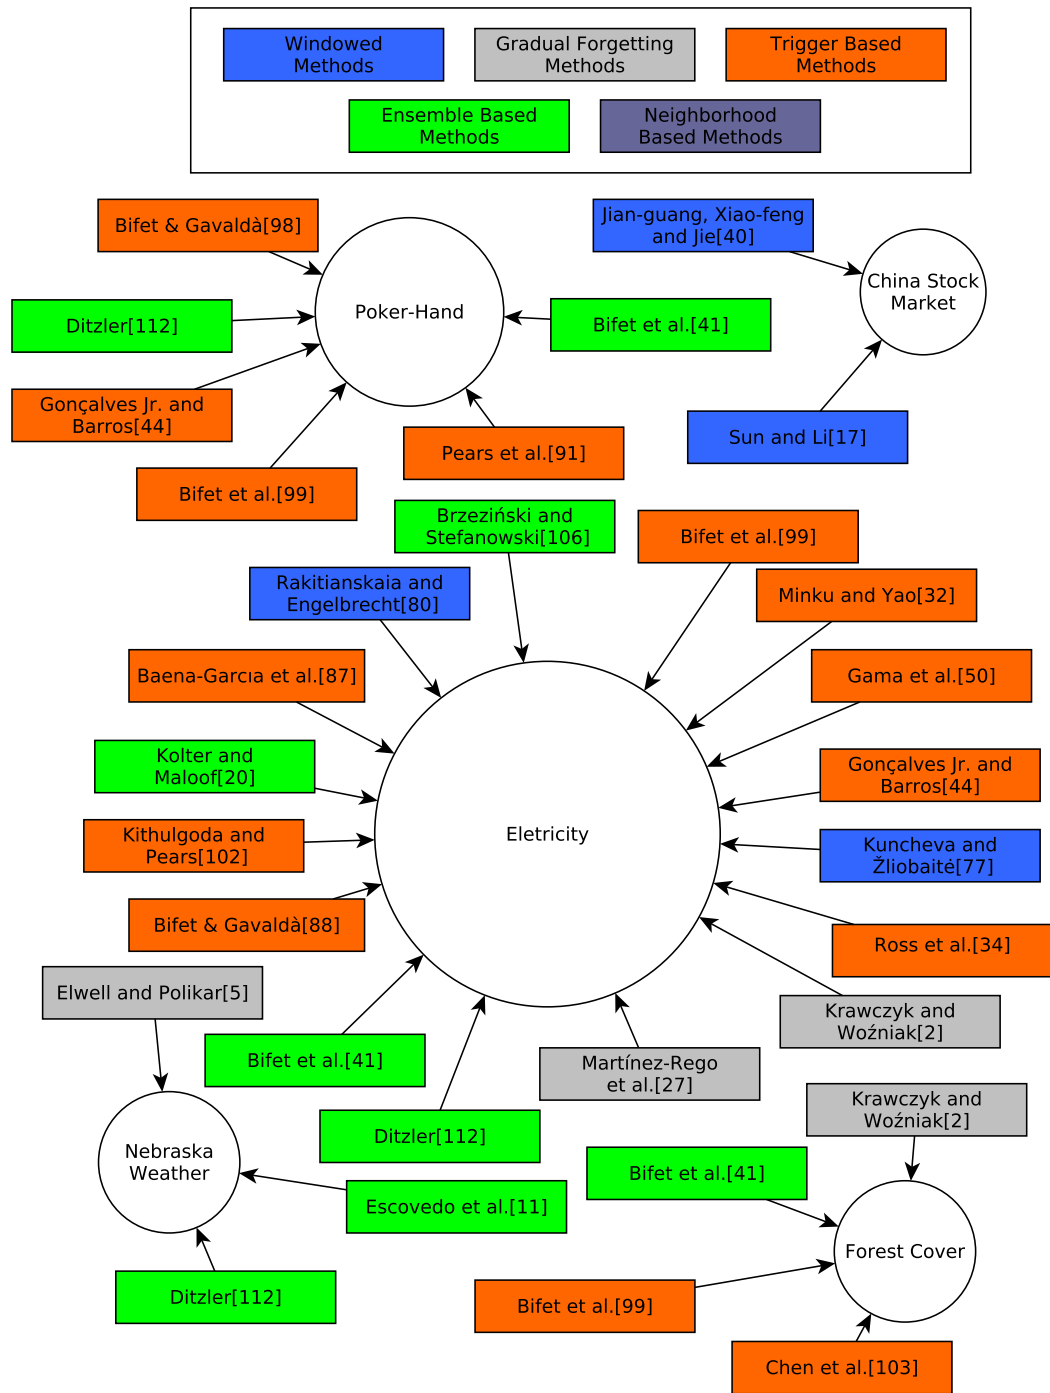 Windowed
Methods
Gradual Forgetting
Methods
Trigger Based
Methods
Ensemble Based
Methods
Neighborhood
Based Methods
Bifet & Gavaldà[98]
Jian-guang, Xiao-feng
and Jie[40]
China Stock
Market
Poker-Hand
Ditzler[112]
Bifet et al.[41]
Gonçalves Jr. and
Barros[44]
Sun and Li[17]
Pears et al.[91]
Bifet et al.[99]
Brzeziński and
Stefanowski[106]
Bifet et al.[99]
Rakitianskaia and
Engelbrecht[80]
Minku and Yao[32]
Baena-Garcıa et al.[87]
Gama et al.[50]
Kolter and
Maloof[20]
Gonçalves Jr. and
Barros[44]
Kithulgoda and
Pears[102]
Eletricity
Kuncheva and
Žliobaitė[77]
Bifet & Gavaldà[88]
Ross et al.[34]
Elwell and Polikar[5]
Krawczyk and
Woźniak[2]
Bifet et al.[41]
Martínez-Rego
et al.[27]
Krawczyk and
Woźniak[2]
Ditzler[112]
Nebraska
Weather
Bifet et al.[41]
Escovedo et al.[11]
Forest Cover
Ditzler[112]
Bifet et al.[99]
Chen et al.[103]